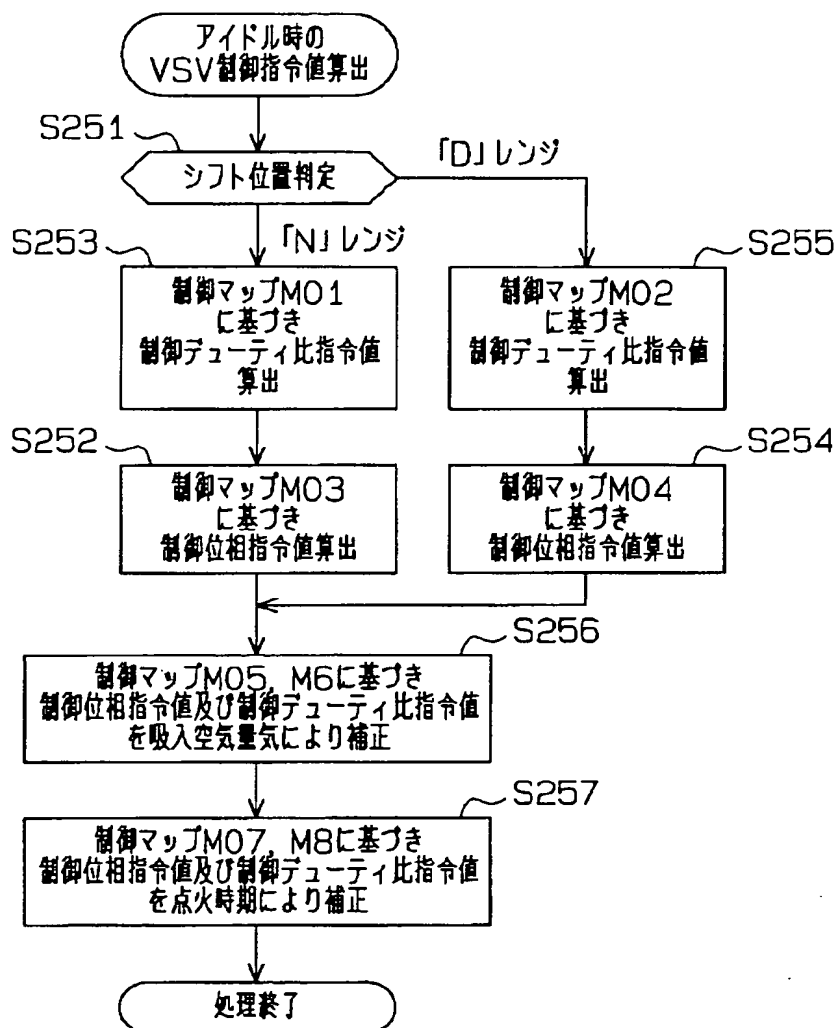 アイドル時の
VSV制御指令値算出
S251
シフト位置判定
「D」レンジ
「N」レンジ
S253
制御マップM01
に基づき
制御デューティ比指令値
算出
S255
制御マップM02
に基づき
制御デューティ比指令値
算出
S252
制御マップM03
に基づき
制御位相指令値算出
S254
制御マップM04
に基づき
制御位相指令値算出
S256
制御マップM05, M6に基づき
制御位相指令値及び制御デューティ比指令値
を吸入空気量気により補正
S257
制御マップM07, M8に基づき
制御位相指令値及び制御デューティ比指令値
を点火時期により補正
処理終了